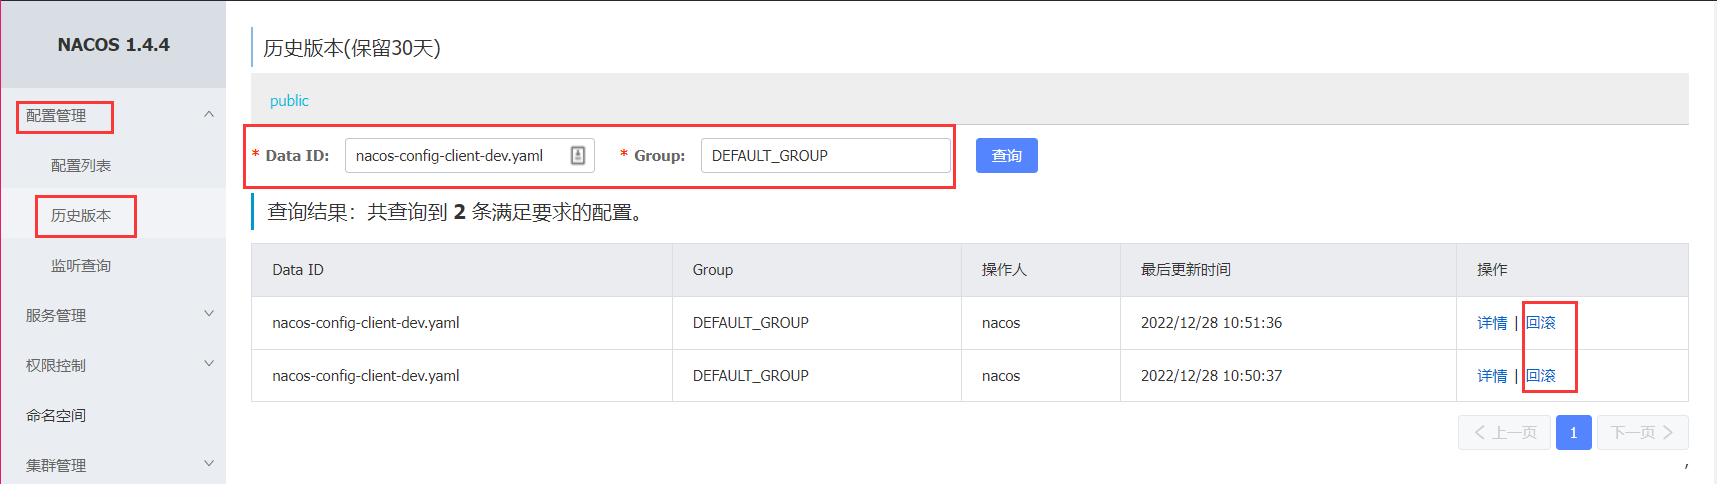 NACOS 1.4.4
配置管理
配置列表
历史版本
监听查询
服务管理
权限控制
命名空间
集群管理
历史版本(保留30天)
public
* Data ID: nacos-config-client-dev.yaml * Group: DEFAULT_GROUP 查询
查询结果：共查询到 2 条满足要求的配置。
Data ID Group 操作人 最后更新时间 操作
nacos-config-client-dev.yaml DEFAULT_GROUP nacos 2022/12/28 10:51:36 详情 | 回滚
nacos-config-client-dev.yaml DEFAULT_GROUP nacos 2022/12/28 10:50:37 详情 | 回滚
上一页 1 下一页
,